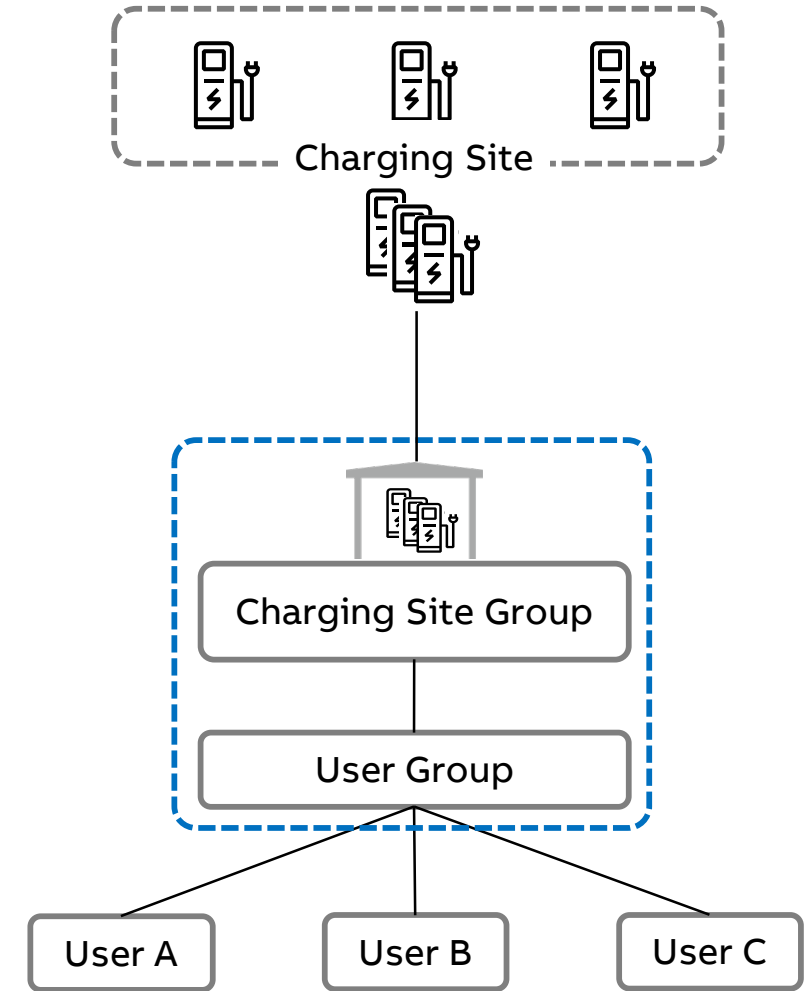 Charging Site
Charging Site Group
User Group
User A
User B
User C